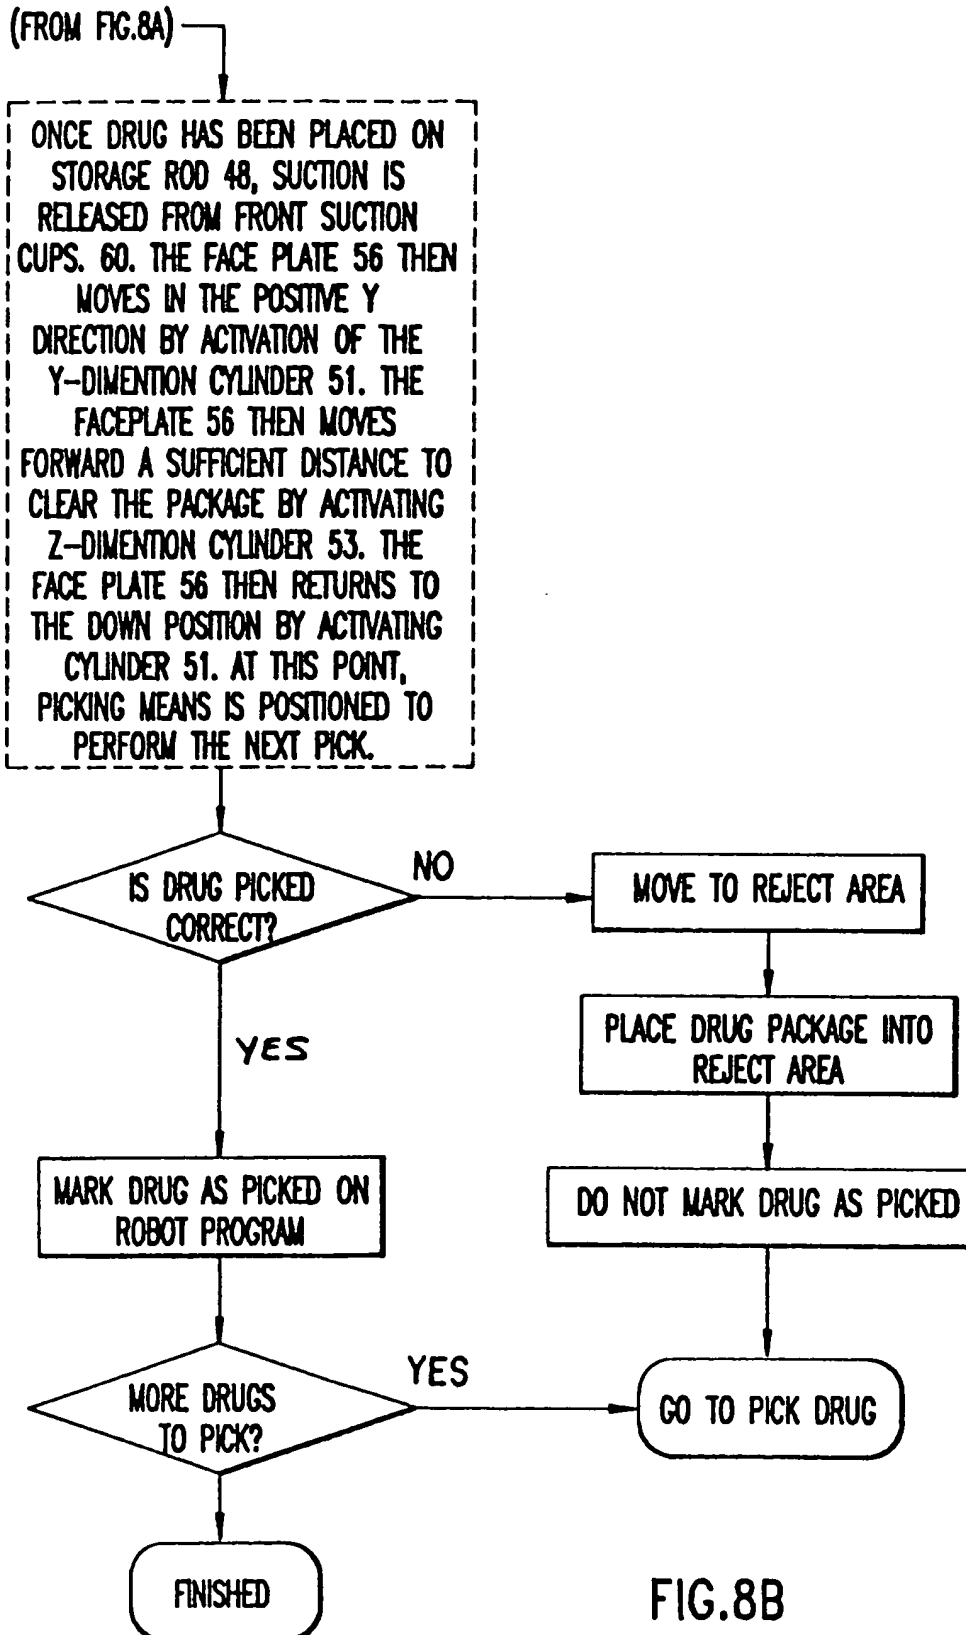 (FROM FIG.8A)
ONCE DRUG HAS BEEN PLACED ON
STORAGE ROD 48, SUCTION IS
RELEASED FROM FRONT SUCTION
CUPS. 60. THE FACE PLATE 56 THEN
MOVES IN THE POSITIVE Y
DIRECTION BY ACTIVATION OF THE
Y-DIMENTION CYLINDER 51. THE
FACEPLATE 56 THEN MOVES
FORWARD A SUFFICIENT DISTANCE TO
CLEAR THE PACKAGE BY ACTIVATING
Z-DIMENTION CYLINDER 53. THE
FACE PLATE 56 THEN RETURNS TO
THE DOWN POSITION BY ACTIVATING
CYLINDER 51. AT THIS POINT,
PICKING MEANS IS POSITIONED TO
PERFORM THE NEXT PICK.
IS DRUG PICKED
CORRECT?
NO
MOVE TO REJECT AREA
PLACE DRUG PACKAGE INTO
REJECT AREA
YES
MARK DRUG AS PICKED ON
ROBOT PROGRAM
DO NOT MARK DRUG AS PICKED
MORE DRUGS
TO PICK?
YES
GO TO PICK DRUG
FINISHED
FIG.8B